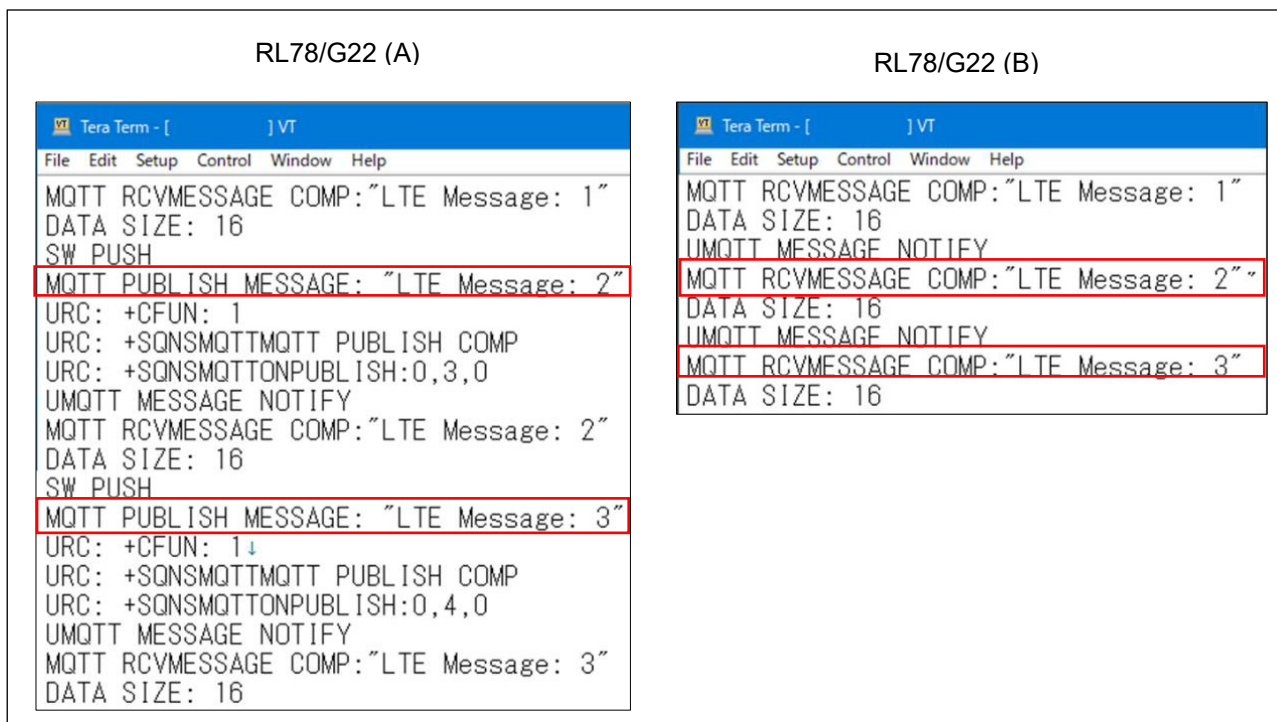 RL78/G22 (A)
Tera Term - [ ] VT
File Edit Setup Control Window Help
MQTT RCVMESSAGE COMP:"LTE Message: 1"
DATA SIZE: 16
SW PUSH
MQTT PUBLISH MESSAGE: "LTE Message: 2"
URC: +CFUN: 1
URC: +SQNSMQTTMQTT PUBLISH COMP
URC: +SQNSMQTTONPUBLISH:0,3,0
UMQTT MESSAGE NOTIFY
MQTT RCVMESSAGE COMP:"LTE Message: 2"
DATA SIZE: 16
SW PUSH
MQTT PUBLISH MESSAGE: "LTE Message: 3"
URC: +CFUN: 1↓
URC: +SQNSMQTTMQTT PUBLISH COMP
URC: +SQNSMQTTONPUBLISH:0,4,0
UMQTT MESSAGE NOTIFY
MQTT RCVMESSAGE COMP:"LTE Message: 3"
DATA SIZE: 16
RL78/G22 (B)
Tera Term - [ ] VT
File Edit Setup Control Window Help
MQTT RCVMESSAGE COMP:"LTE Message: 1"
DATA SIZE: 16
UMQTT MESSAGE NOTIFY
MQTT RCVMESSAGE COMP:"LTE Message: 2""
DATA SIZE: 16
UMQTT MESSAGE NOTIFY
MQTT RCVMESSAGE COMP:"LTE Message: 3"
DATA SIZE: 16